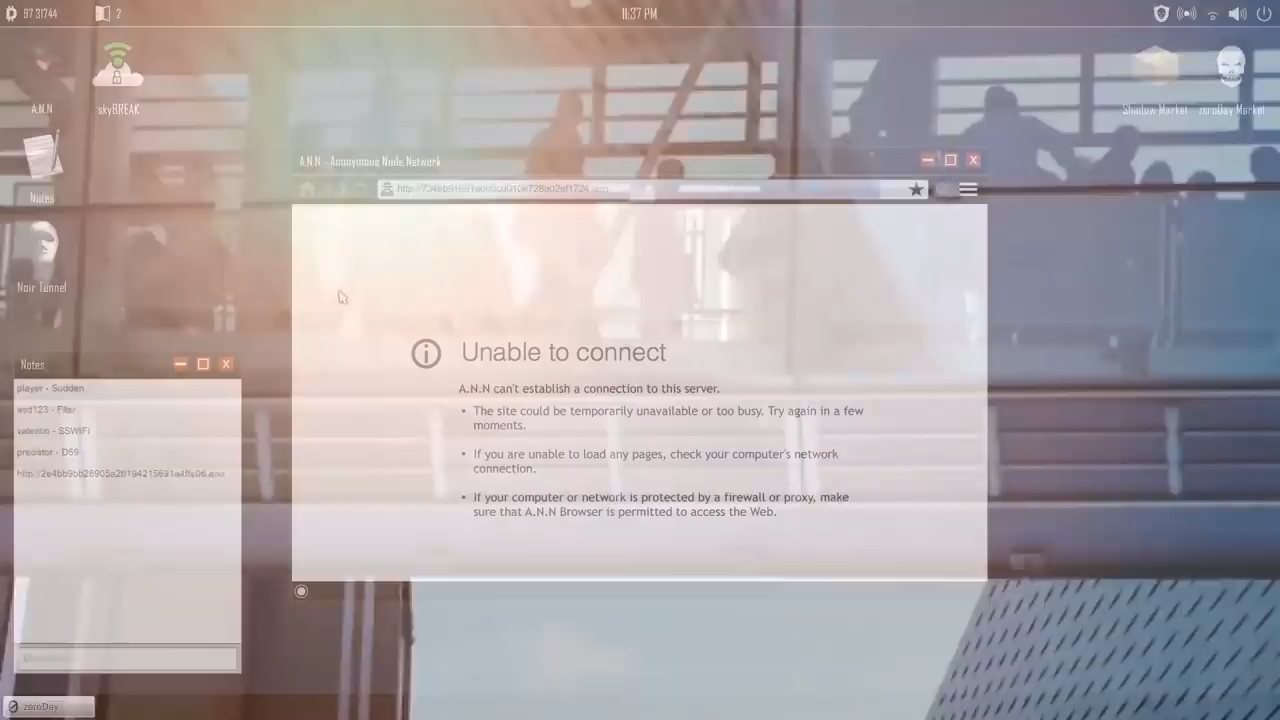 97 31744
2
11:37 PM
A.N.N
skyBREAK
Shadow Market
zeroDay Market
Notes
Noir Tunnel
A.N.N - Anonymous Node Network
Unable to connect
A.N.N can't establish a connection to this server.
• The site could be temporarily unavailable or too busy. Try again in a few
moments.
• If you are unable to load any pages, check your computer's network
connection.
• If your computer or network is protected by a firewall or proxy, make
sure that A.N.N Browser is permitted to access the Web.
Notes
player - Sudden
valentin - SSWIFI
predator - D59
zeroDay